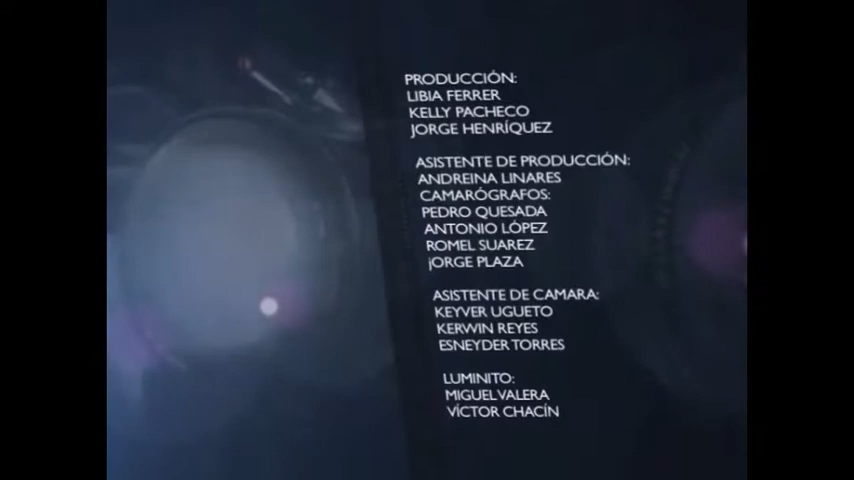 PRODUCCIÓN:
LIBIA FERRER
KELLY PACHECO
JORGE HENRÍQUEZ
ASISTENTE DE PRODUCCIÓN:
ANDREINA LINARES
CAMARÓGRAFOS:
PEDRO QUESADA
ANTONIO LÓPEZ
ROMEL SUAREZ
jORGE PLAZA
ASISTENTE DE CAMARA:
KEYVER UGUETO
KERWIN REYES
ESNEYDER TORRES
LUMINITO:
MIGUEL VALERA
VÍCTOR CHACÍN